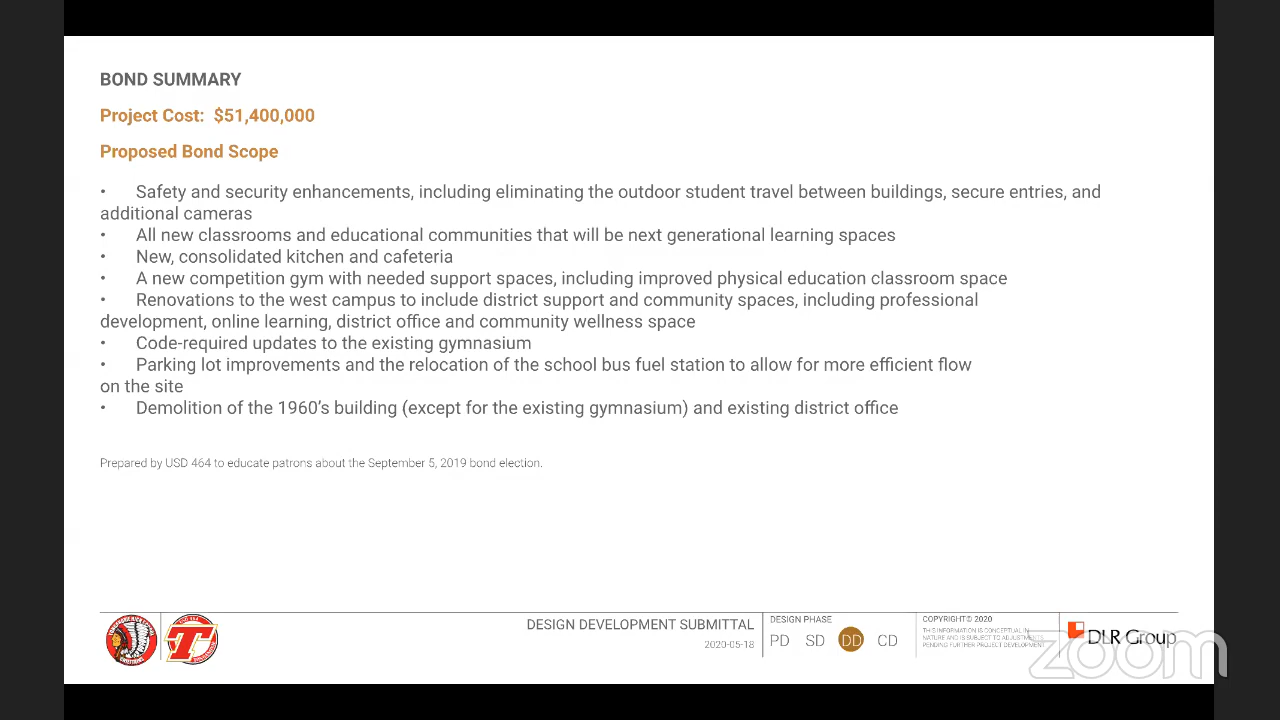 BOND SUMMARY
Project Cost: $51,400,000
Proposed Bond Scope
• Safety and security enhancements, including eliminating the outdoor student travel between buildings, secure entries, and
additional cameras
• All new classrooms and educational communities that will be next generational learning spaces
• New, consolidated kitchen and cafeteria
• A new competition gym with needed support spaces, including improved physical education classroom space
• Renovations to the west campus to include district support and community spaces, including professional
development, online learning, district office and community wellness space
• Code-required updates to the existing gymnasium
• Parking lot improvements and the relocation of the school bus fuel station to allow for more efficient flow
on the site
• Demolition of the 1960's building (except for the existing gymnasium) and existing district office
Prepared by USD 464 to educate patrons about the September 5, 2019 bond election.
T
DESIGN DEVELOPMENT SUBMITTAL
2020-05-18
DESIGN PHASE
PD SD DD CD
COPYRIGHT© 2020
THIS INFORMATION IS CONCEPTUAL IN
NATURE AND IS SUBJECT TO ADJUSTMENTS
PENDING FURTHER PROJECT DEVELOPMENT
DLR Group
zoom